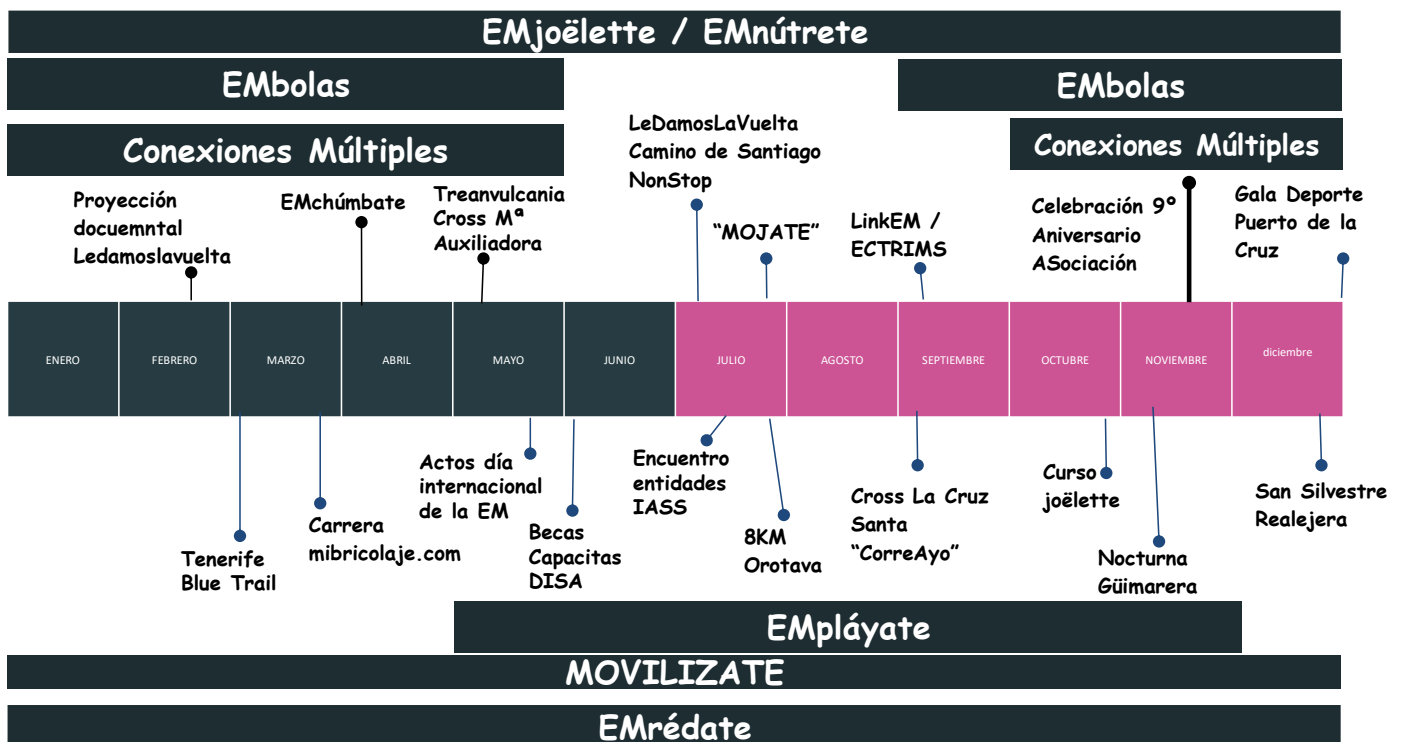 EMjoëlette / EMnútrete
EMbolas
EMbolas
Conexiones Múltiples
Conexiones Múltiples
Proyección
docuemntal
Ledamoslavuelta
EMchúmbate
Treanvulcania
Cross Mª
Auxiliadora
LeDamosLaVuelta
Camino de Santiago
NonStop
“MOJATE”
LinkEM /
ECTRIMS
Celebración 9º
Aniversario
ASociación
Gala Deporte
Puerto de la
Cruz
ENERO
FEBRERO
MARZO
ABRIL
MAYO
JUNIO
JULIO
AGOSTO
SEPTIEMBRE
OCTUBRE
NOVIEMBRE
diciembre
Tenerife
Blue Trail
Carrera
mibricolaje.com
Actos día
internacional
de la EM
Becas
Capacitas
DISA
Encuentro
entidades
IASS
8KM
Orotava
Cross La Cruz
Santa
“CorreAyo”
Curso
joëlette
Nocturna
Güimarera
San Silvestre
Realejera
EMpláyate
MOVILIZATE
EMrédate